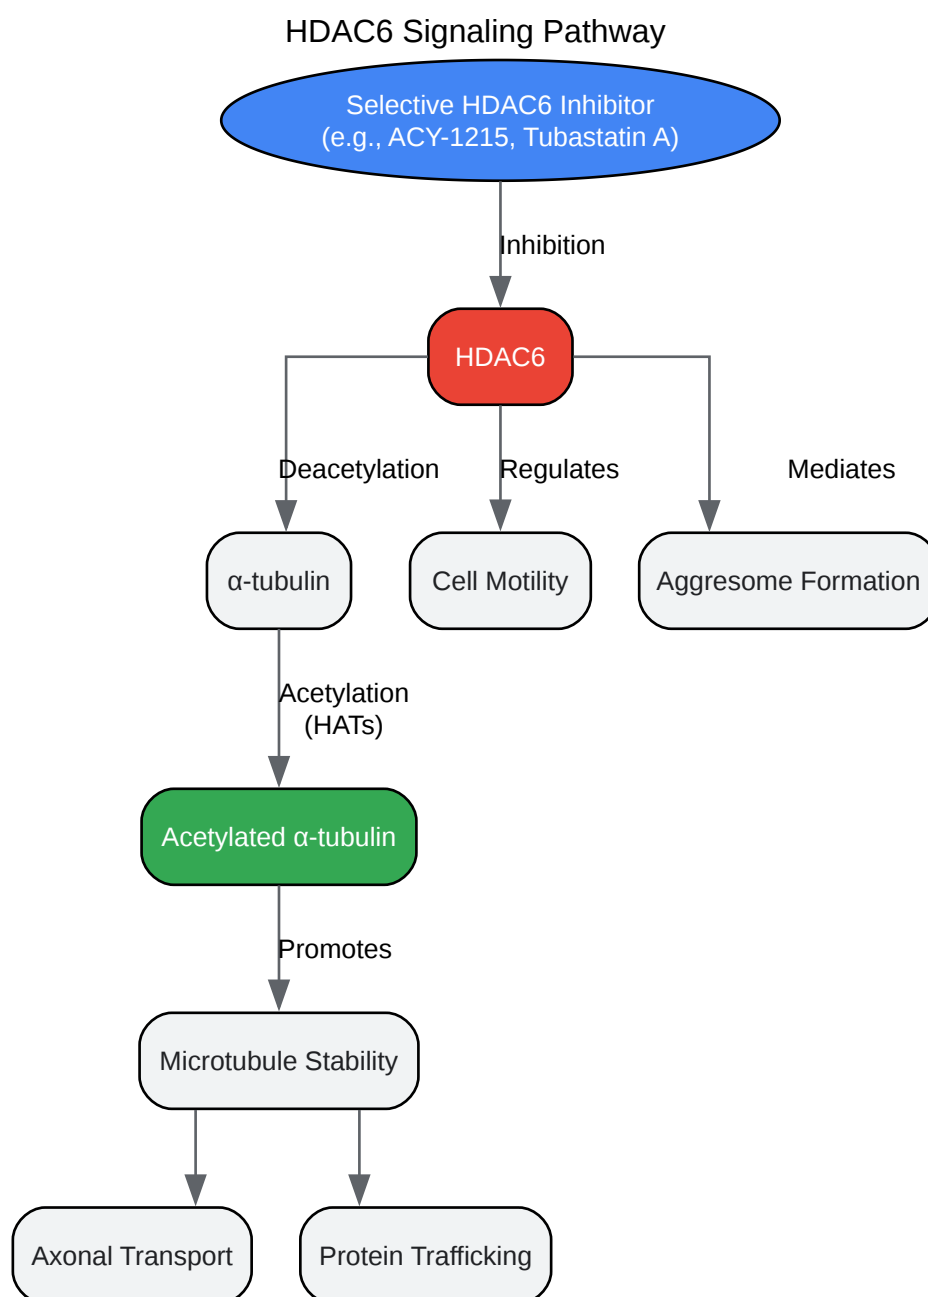 HDAC6 Signaling Pathway
Selective HDAC6 Inhibitor
(e.g., ACY-1215, Tubastatin A)
Inhibition
HDAC6
Deacetylation
Regulates
Mediates
α-tubulin
Cell Motility
Aggresome Formation
Acetylation
(HATs)
Acetylated α-tubulin
Promotes
Microtubule Stability
Axonal Transport
Protein Trafficking